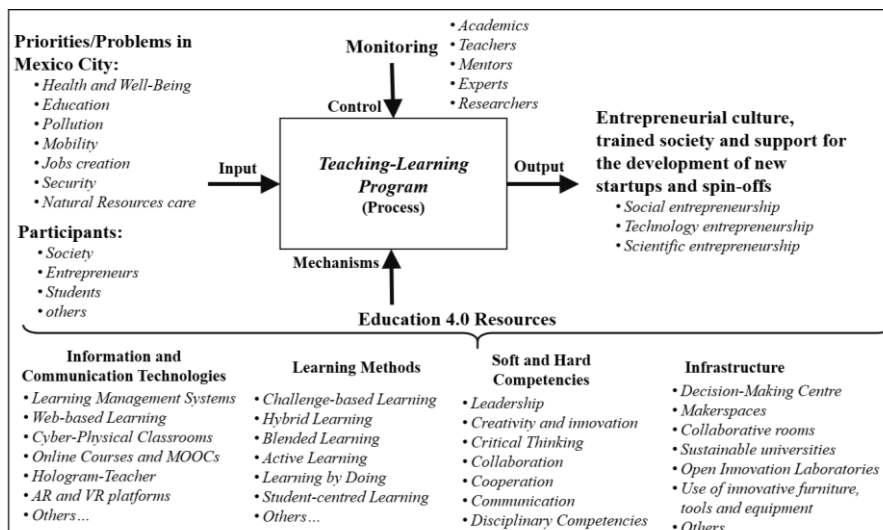 Priorities/Problems in
Mexico City:
• Health and Well-Being
• Education
• Pollution
• Mobility
• Jobs creation
• Security
• Natural Resources care
Participants:
• Society
• Entrepreneurs
• Students
• others
Input
Monitoring
• Academics
• Teachers
• Mentors
• Experts
• Researchers
Control
Teaching-Learning
Program
(Process)
Mechanisms
Output
Entrepreneurial culture,
trained society and support for
the development of new
startups and spin-offs
• Social entrepreneurship
• Technology entrepreneurship
• Scientific entrepreneurship
Education 4.0 Resources
Information and
Communication Technologies
• Learning Management Systems
• Web-based Learning
• Cyber-Physical Classrooms
• Online Courses and MOOCs
• Hologram-Teacher
• AR and VR platforms
• Others…
Learning Methods
• Challenge-based Learning
• Hybrid Learning
• Blended Learning
• Active Learning
• Learning by Doing
• Student-centred Learning
• Others…
Soft and Hard
Competencies
• Leadership
• Creativity and innovation
• Critical Thinking
• Collaboration
• Cooperation
• Communication
• Disciplinary Competencies
Infrastructure
• Decision-Making Centre
• Makerspaces
• Collaborative rooms
• Sustainable universities
• Open Innovation Laboratories
• Use of innovative furniture,
tools and equipment
• Others